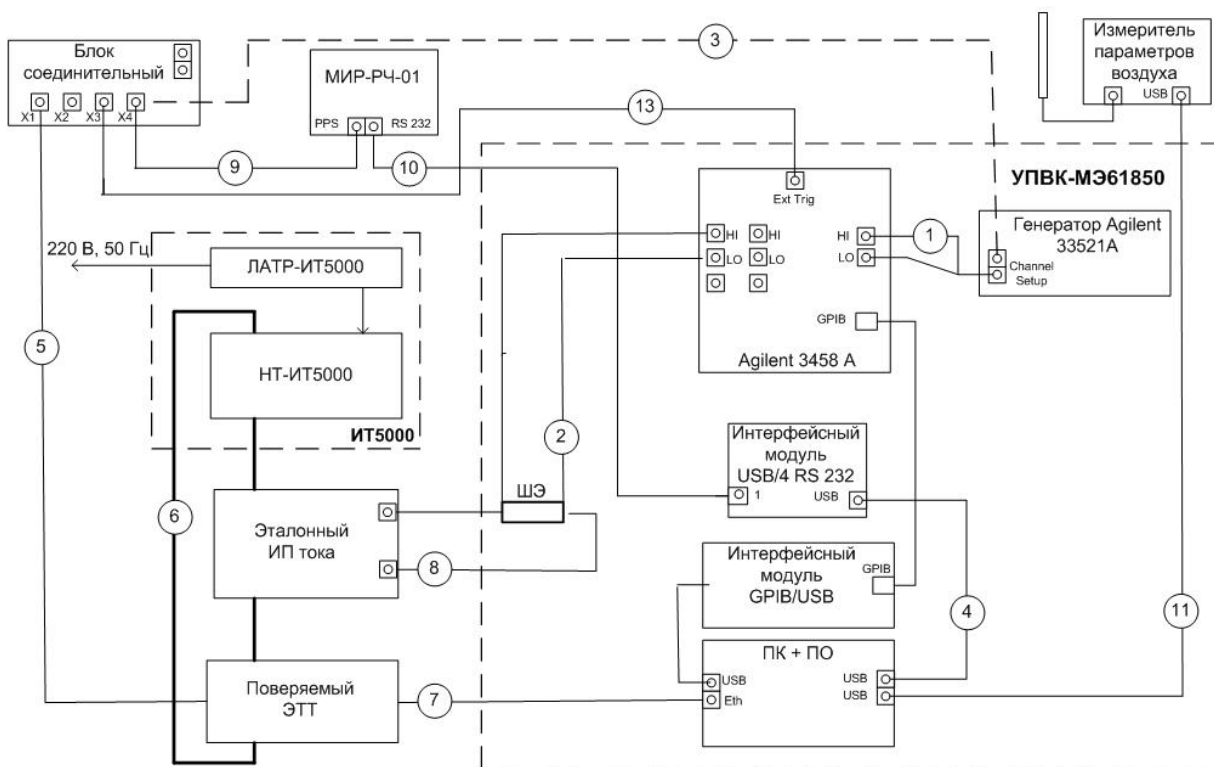 Блок
соединительный
X1
X2
X3
X4
МИР-РЧ-01
PPS
RS 232
3
13
9
10
Измеритель
параметров
воздуха
USB
УПВК-МЭ61850
Ext Trig
HI
HI
LO
LO
HI
LO
GPIB
Agilent 3458 A
1
Генератор Agilent
33521A
Channel
Setup
220 В, 50 Гц
ЛАТР-ИТ5000
НТ-ИТ5000
ИТ5000
5
6
2
ШЭ
Эталонный
ИП тока
8
Поверяемый
ЭТТ
7
Интерфейсный
модуль
USB/4 RS 232
1
USB
Интерфейсный
модуль
GPIB/USB
GPIB
4
11
ПК + ПО
USB
Eth
USB
USB